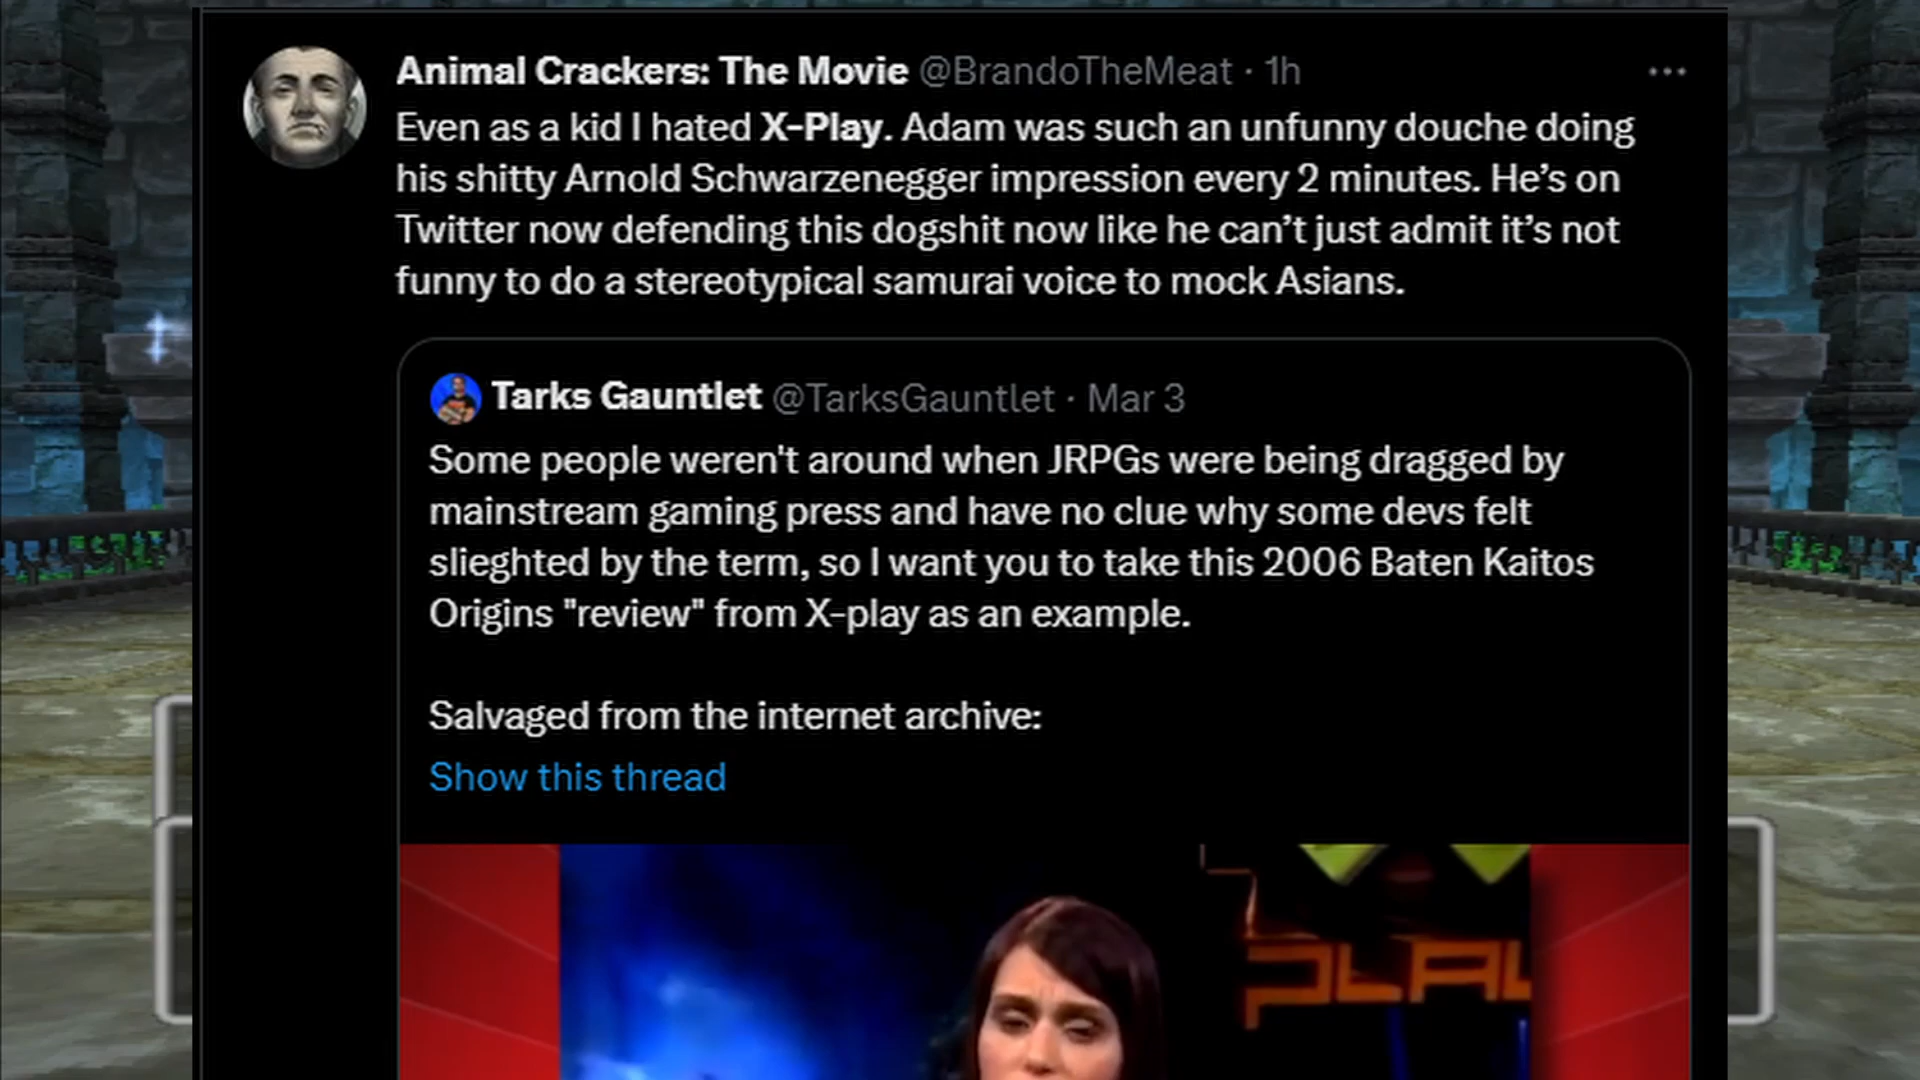 Animal Crackers: The Movie @BrandoTheMeat · 1h
Even as a kid I hated X-Play. Adam was such an unfunny douche doing
his shitty Arnold Schwarzenegger impression every 2 minutes. He’s on
Twitter now defending this dogshit now like he can’t just admit it’s not
funny to do a stereotypical samurai voice to mock Asians.
Tarks Gauntlet @TarksGauntlet · Mar 3
Some people weren't around when JRPGs were being dragged by
mainstream gaming press and have no clue why some devs felt
slieghted by the term, so I want you to take this 2006 Baten Kaitos
Origins "review" from X-play as an example.
Salvaged from the internet archive:
Show this thread
PLAY